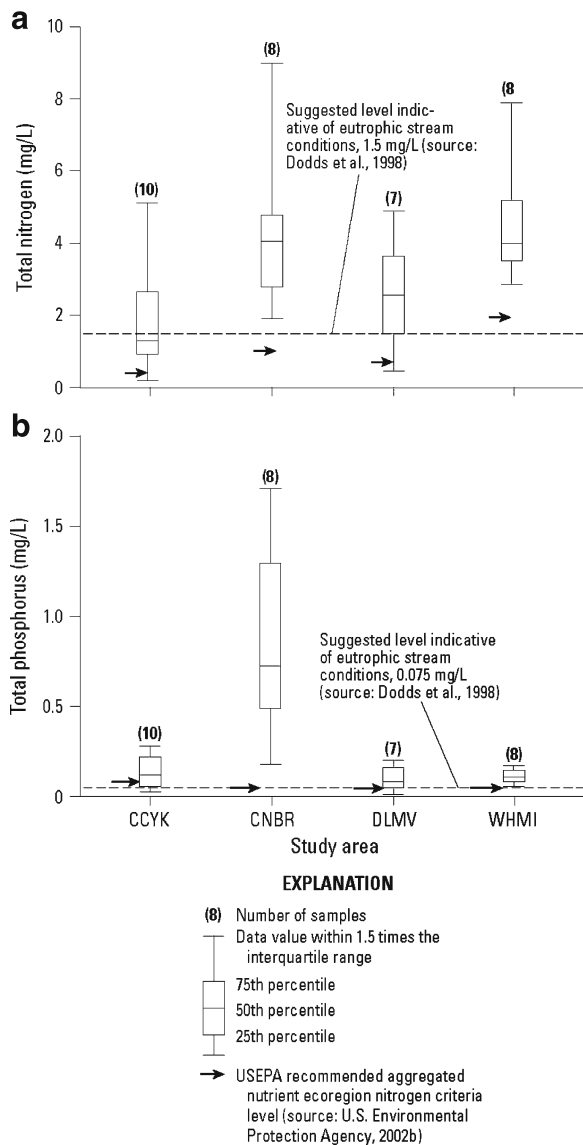 a
10
8
6
4
2
0
Total nitrogen (mg/L)
(10)
(8)
(7)
(8
Suggested level indic-
ative of eutrophic stream
conditions, 1.5 mg/L (source:
Dodds et al., 1998)
b
2.0
1.5
1.0
0.5
0
Total phosphorus (mg/L)
(10)
(8)
(7)
(8)
Suggested level indicative
of eutrophic stream
conditions, 0.075 mg/L
(source: Dodds et al., 1998)
CCYK CNBR DLMV WHMI
Study area
EXPLANATION
(8) Number of samples
Data value within 1.5 times the
interquartile range
75th percentile
50th percentile
25th percentile
USEPA recommended aggregated
nutrient ecoregion nitrogen criteria
level (source: U.S. Environmental
Protection Agency, 2002b)